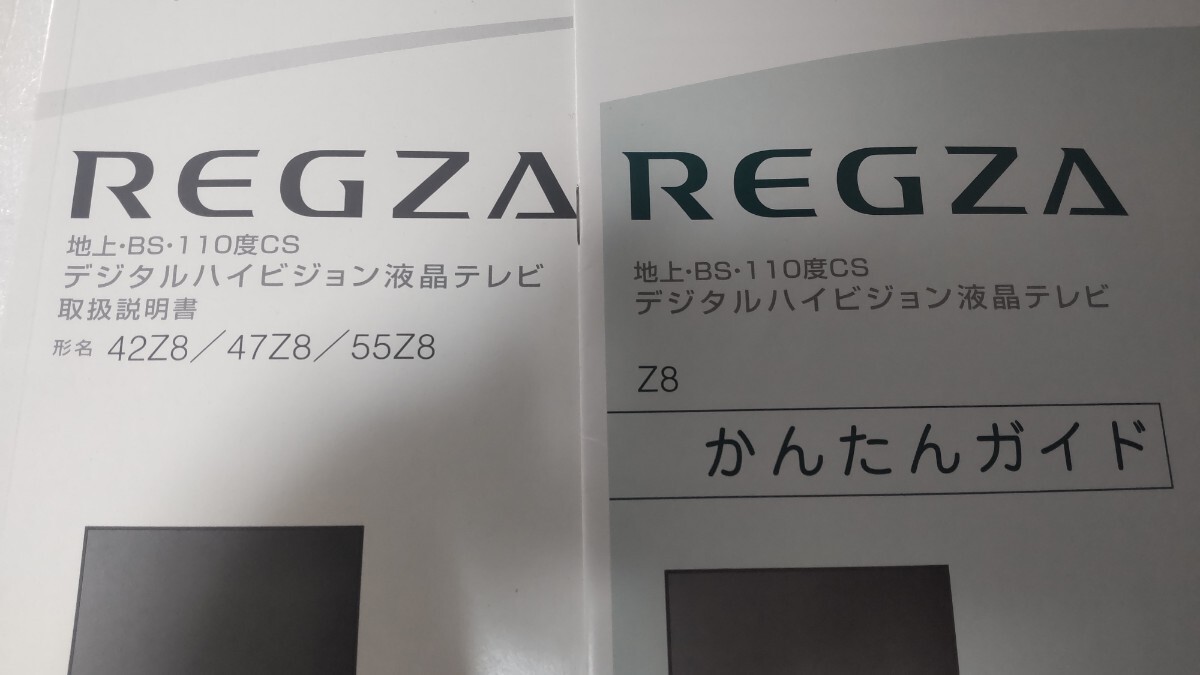 REGZA
地上・BS・110度CS
デジタルハイビジョン液晶テレビ
取扱説明書
形名 42Z8／47Z8／55Z8
REGZA
地上・BS・110度CS
デジタルハイビジョン液晶テレビ
Z8
かんたんガイド